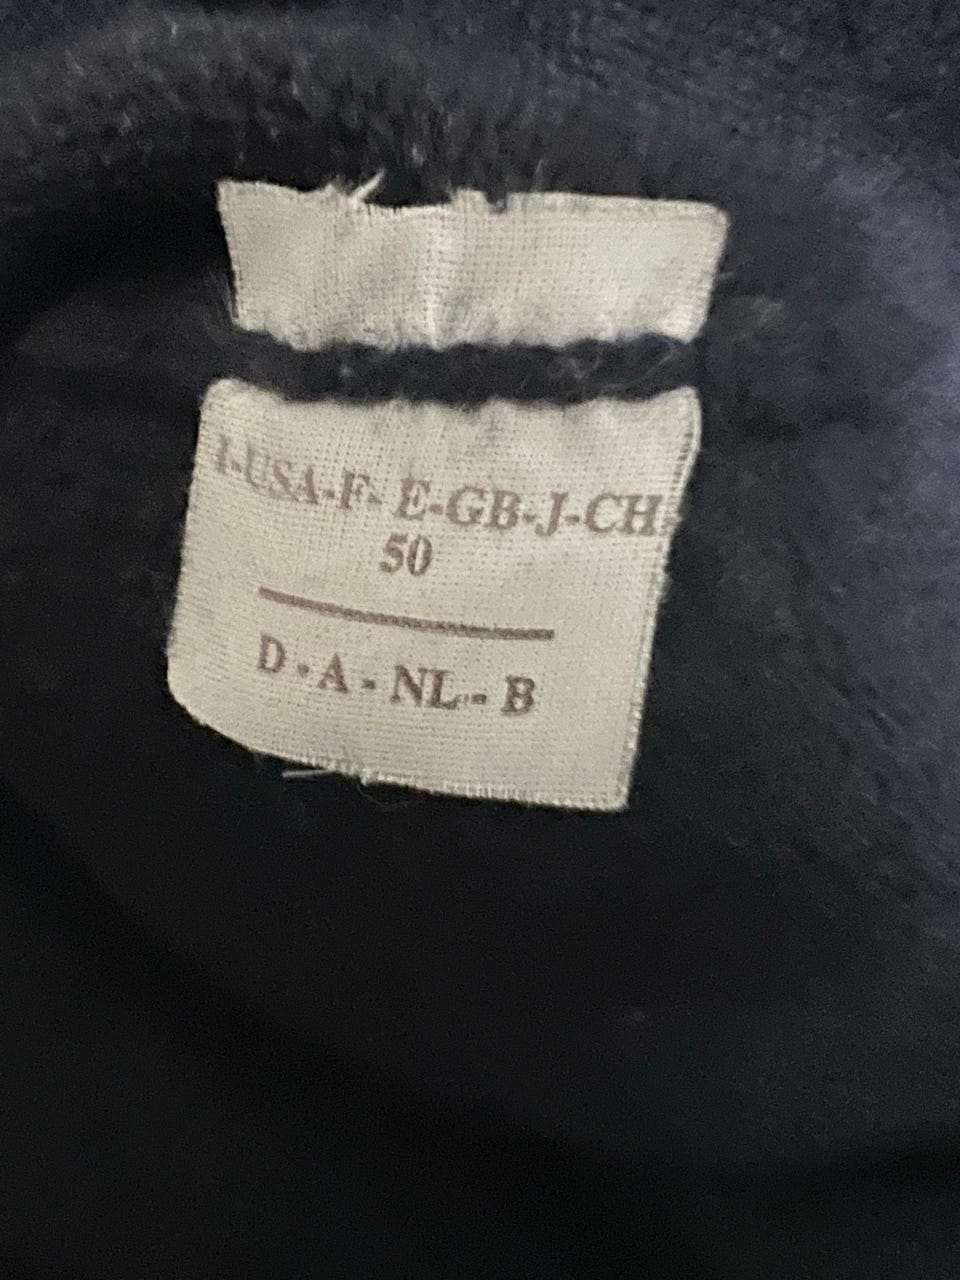 I-USA-F- E-GB-J-CH-
50
D - A - NL - B